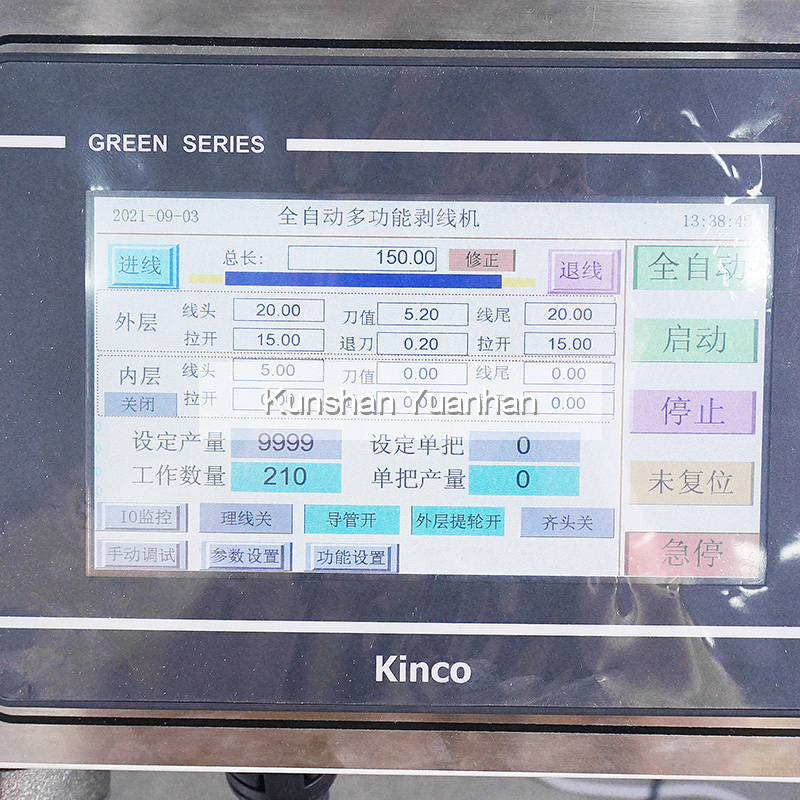 GREEN SERIES
2021-09-03 全自动多功能剥线机 13:38:45
进线 总长: 150.00 修正 退线 全自动
外层 线头 20.00 刀值 5.20 线尾 20.00
拉开 15.00 退刀 0.20 拉开 15.00
启动
内层 线头 5.00 刀值 0.00 线尾 0.00
关闭 拉开 0.00 0.00 0.00
Kunshan Yuanhan
停止
设定产量 9999 设定单把 0
工作数量 210 单把产量 0
未复位
IO监控 理线关 导管开 外层提轮开 齐头关
手动调试 参数设置 功能设置 急停
Kinco